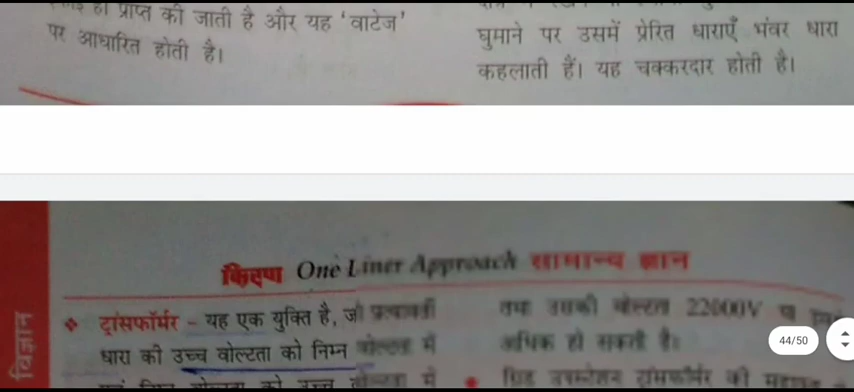 ही प्राप्त की जाती है और यह 'वाटेज'
पर आधारित होती है।
घुमाने पर उसमें प्रेरित धाराएँ भंवर धारा
कहलाती हैं। यह चक्करदार होती है।
विज्ञान
किरण One Liner Approach सामान्य ज्ञान
❖ ट्रांसफॉर्मर - यह एक युक्ति है, जो प्रत्यावर्ती
धारा की उच्च वोल्टता को निम्न वोल्टता में
तथा उसकी वोल्टता 22000V या
अधिक हो सकती है।
44/50